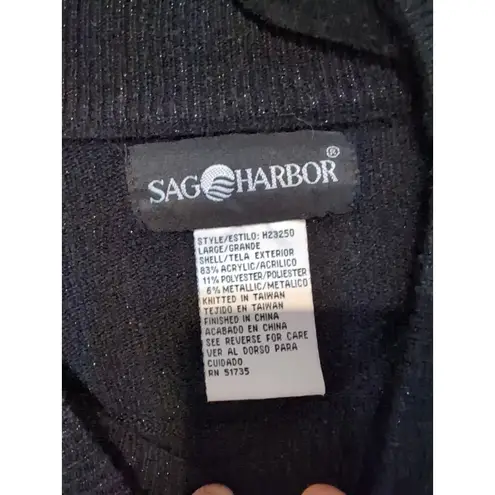 SAG HARBOR®
STYLE/ESTILO: H23250
LARGE/GRANDE
SHELL/TELA EXTERIOR
83% ACRYLIC/ACRILICO
11% POLYESTER/POLIESTER
6% METALLIC/METALICO
KNITTED IN TAIWAN
TEJIDO EN TAIWAN
FINISHED IN CHINA
ACABADO EN CHINA
SEE REVERSE FOR CARE
VER AL DORSO PARA
CUIDADO
RN 51735